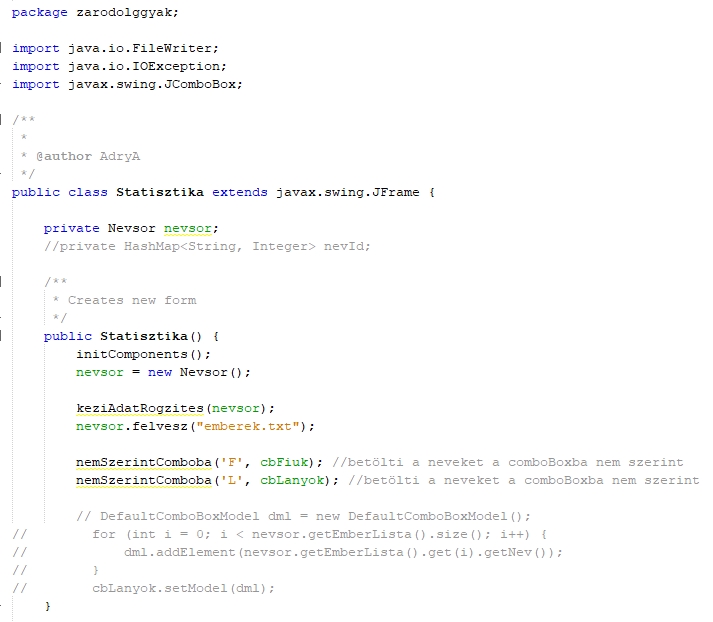 package zarodolggyak;
import java.io.FileWriter;
import java.io.IOException;
import javax.swing.JComboBox;
/**
 *
 * @author AdryA
 */
public class Statisztika extends javax.swing.JFrame {
    private Nevsor nevsor;
    //private HashMap<String, Integer> nevId;
    /**
     * Creates new form
     */
    public Statisztika() {
        initComponents();
        nevsor = new Nevsor();
        keziAdatRogzites(nevsor);
        nevsor.felvesz("emberek.txt");
        nemSzerintComboba('F', cbFiuk); //betölti a neveket a comboBoxba nem szerint
        nemSzerintComboba('L', cbLanyok); //betölti a neveket a comboBoxba nem szerint
        // DefaultComboBoxModel dml = new DefaultComboBoxModel();
//        for (int i = 0; i < nevsor.getEmberLista().size(); i++) {
//            dml.addElement(nevsor.getEmberLista().get(i).getNev());
//        }
//        cbLanyok.setModel(dml);
    }